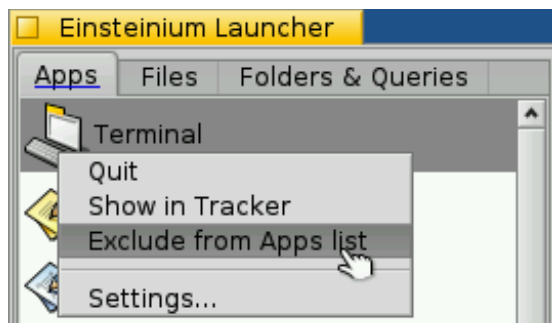 Einsteinium Launcher
Apps Files Folders & Queries
Terminal
Quit
Show in Tracker
Exclude from Apps list
Settings...